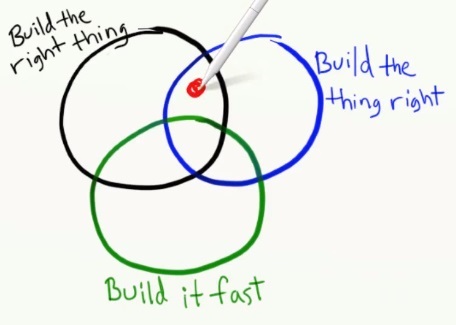 Build the
right thing
Build the
thing right
Build it fast